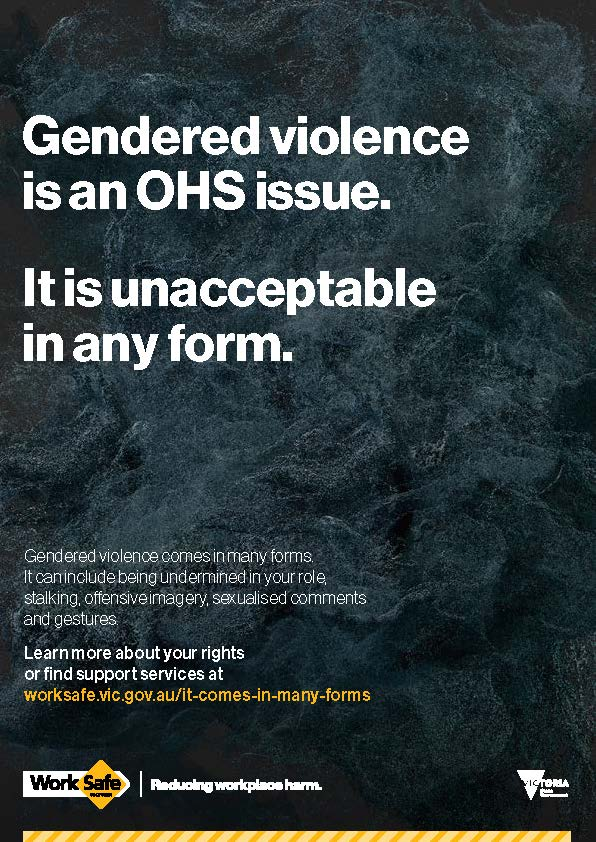 Gendered violence
is an OHS issue.
It is unacceptable
in any form.
Gendered violence comes in many forms.
It can include being undermined in your role,
stalking, offensive imagery, sexualised comments
and gestures.
Learn more about your rights
or find support services at
worksafe.vic.gov.au/it-comes-in-many-forms
WorkSafe
Reducing workplace harm.
VICTORIA
State
Government